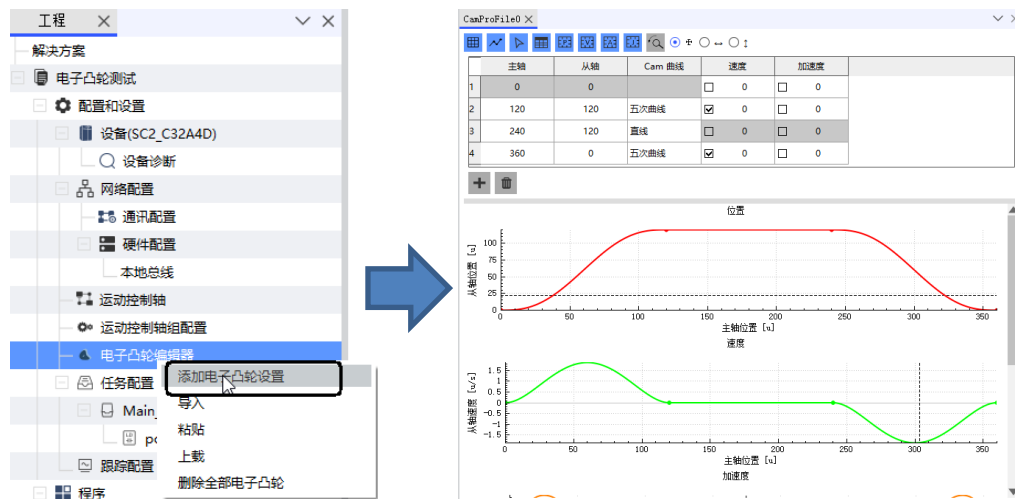 工程
解决方案
电子凸轮测试
配置和设置
设备(SC2_C32A4D)
设备诊断
网络配置
通讯配置
硬件配置
本地总线
运动控制轴
运动控制轴组配置
电子凸轮编辑器
任务配置
Main_
po
跟踪配置
程序
添加电子凸轮设置
导入
粘贴
上载
删除全部电子凸轮
CamProFile0
主轴 从轴 Cam 曲线 速度 加速度
1 0 0 0 0
2 120 120 五次曲线 0 0
3 240 120 直线 0 0
4 360 0 五次曲线 0 0
位置
从轴位置 [u]
100
75
50
25
0
0 50 100 150 200 250 300 350
主轴位置 [u]
速度
从轴速度 [u/s]
1.5
1
0.5
0
-0.5
-1
-1.5
0 50 100 150 200 250 300 350
主轴位置 [u]
加速度